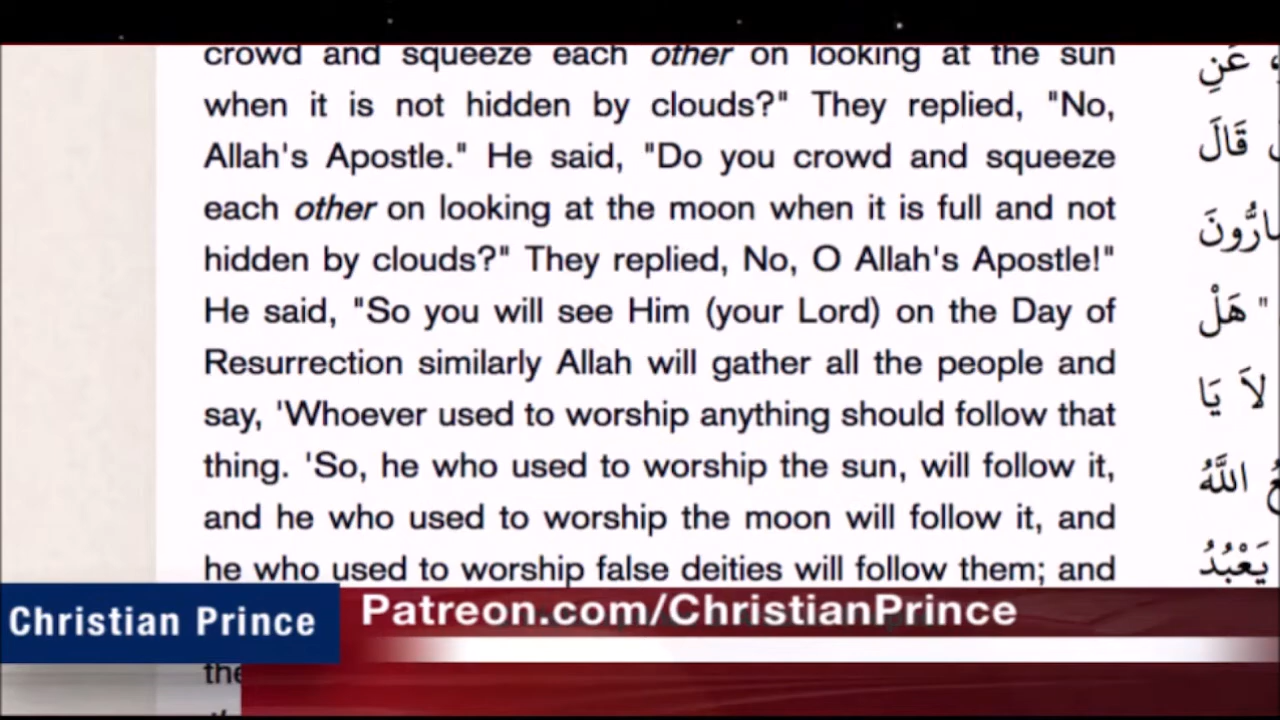 crowd and squeeze each other on looking at the sun
when it is not hidden by clouds?" They replied, "No,
Allah's Apostle." He said, "Do you crowd and squeeze
each other on looking at the moon when it is full and not
hidden by clouds?" They replied, No, O Allah's Apostle!"
He said, "So you will see Him (your Lord) on the Day of
Resurrection similarly Allah will gather all the people and
say, 'Whoever used to worship anything should follow that
thing. 'So, he who used to worship the sun, will follow it,
and he who used to worship the moon will follow it, and
he who used to worship false deities will follow them; and
عَنِ
قَالَ
" هَلْ
لاَ يَا
اللَّهُ
يَعْبُدُ
Christian Prince
Patreon.com/ChristianPrince